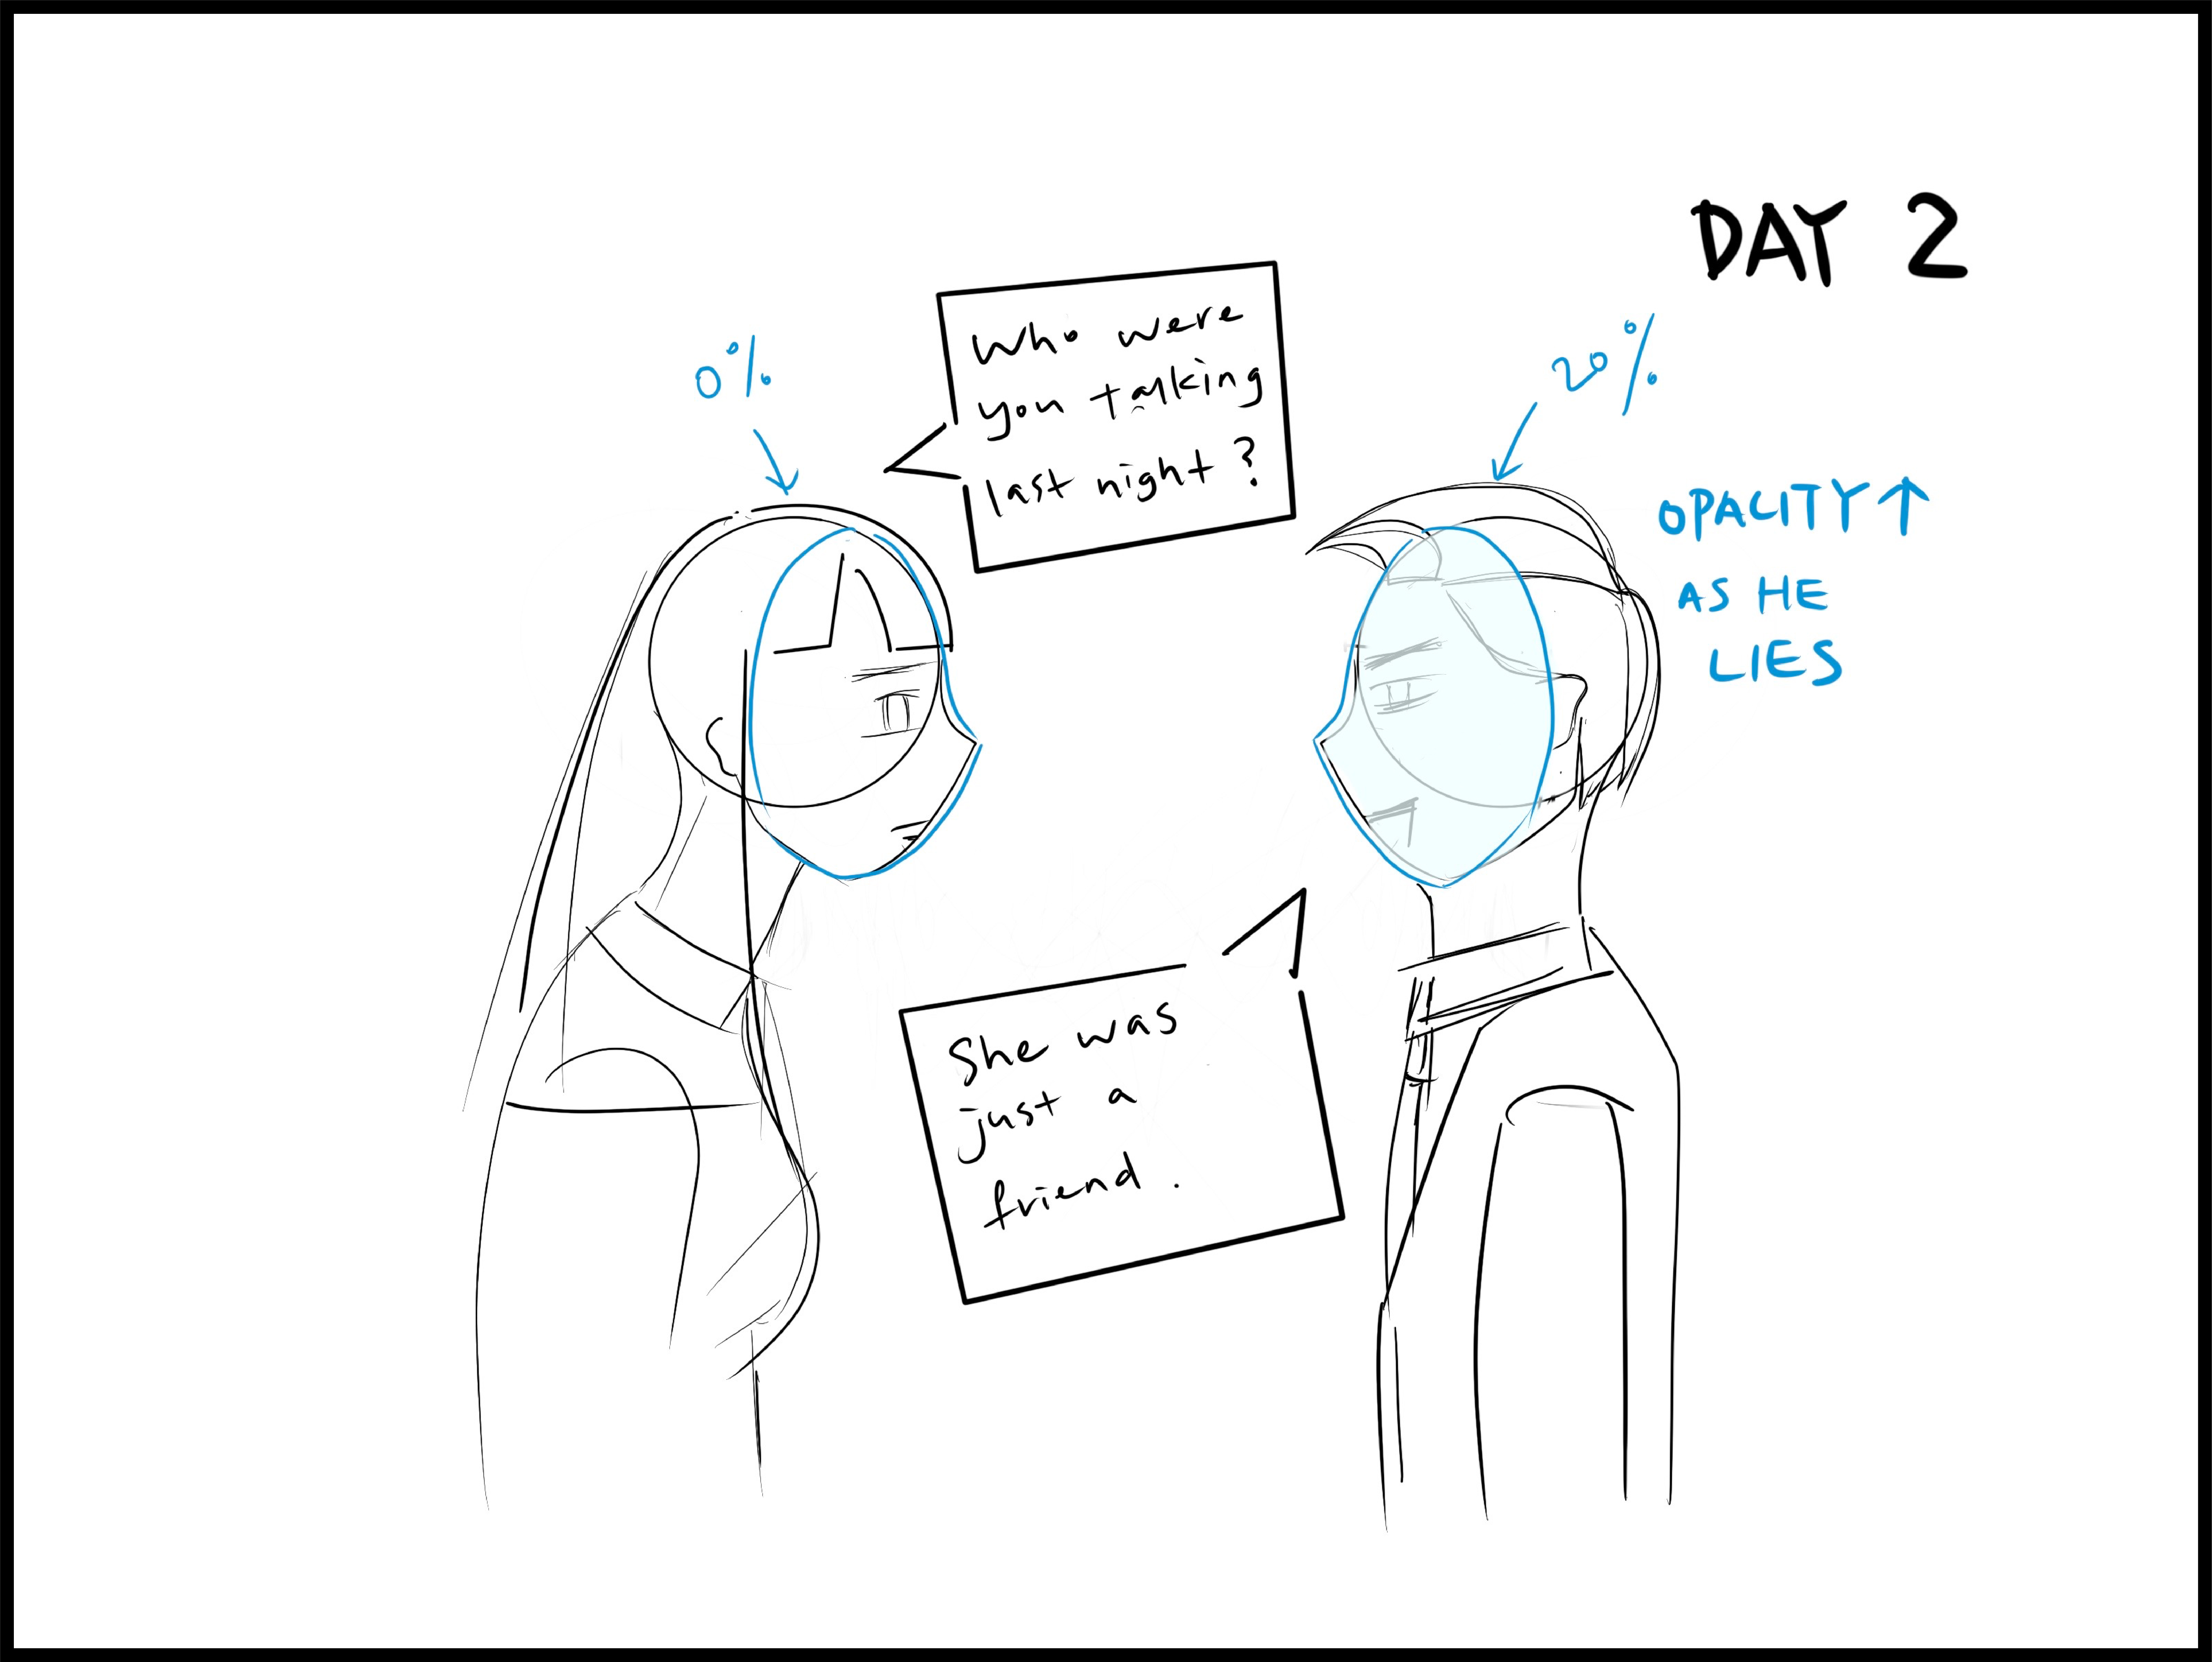 DAY 2
Who were
you talking
last night?
0%
20%
OPACITY ↑
AS HE
LIES
She was
just a
friend.